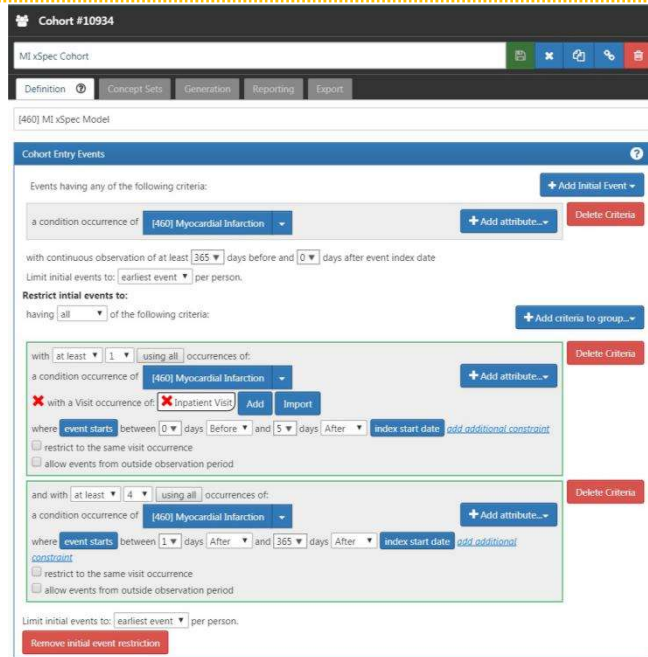 Cohort #10934
MI xSpec Cohort
Definition Concept Sets Generation Reporting Export
[460] MI xSpec Model
Cohort Entry Events ?
Events having any of the following criteria: + Add Initial Event
a condition occurrence of [460] Myocardial Infarction + Add attribute... Delete Criteria
with continuous observation of at least 365 days before and 0 days after event index date
Limit initial events to: earliest event per person.
Restrict intial events to:
having all of the following criteria: + Add criteria to group...
with at least 1 using all occurrences of: Delete Criteria
a condition occurrence of [460] Myocardial Infarction + Add attribute...
with a Visit occurrence of: Inpatient Visit Add Import
where event starts between 0 days Before and 5 days After index start date add additional constraint
restrict to the same visit occurrence
allow events from outside observation period
and with at least 4 using all occurrences of: Delete Criteria
a condition occurrence of [460] Myocardial Infarction + Add attribute...
where event starts between 1 days After and 365 days After index start date add additional
constraint
restrict to the same visit occurrence
allow events from outside observation period
Limit initial events to: earliest event per person.
Remove initial event restriction